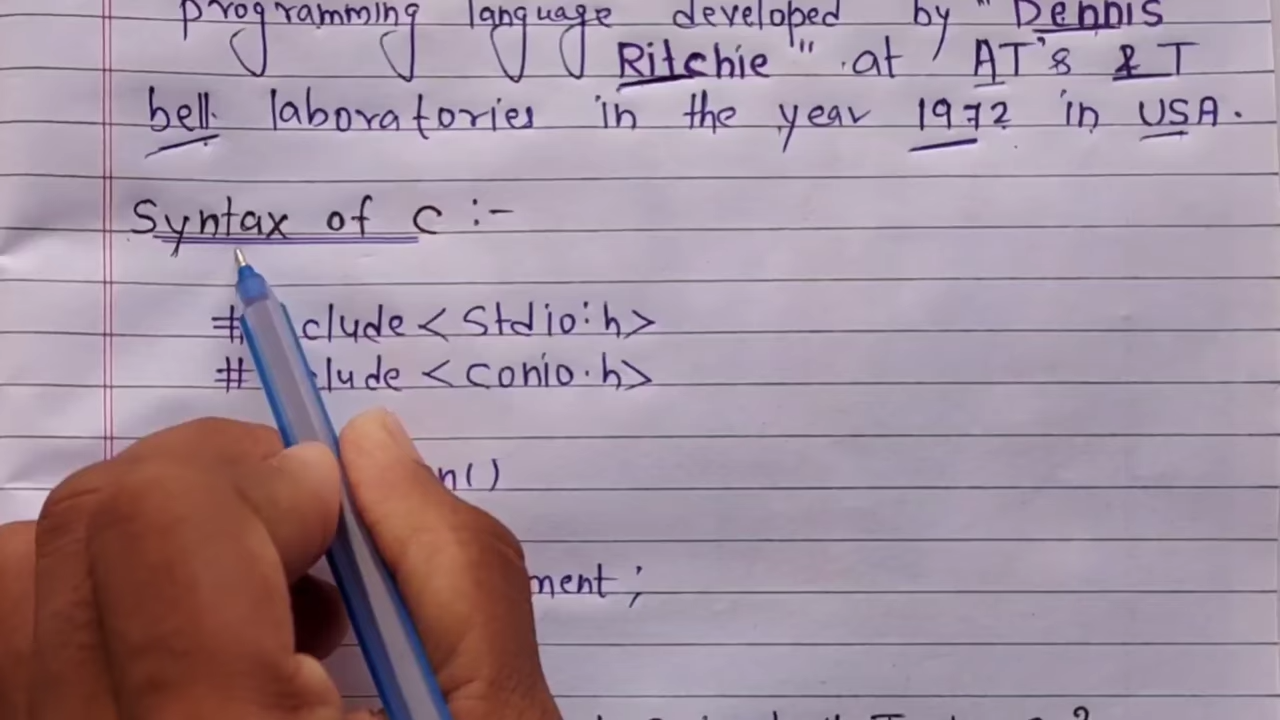 programming language developed by "Dennis
Ritchie" at AT's & T
bell laboratories in the year 1972 in USA.
Syntax of C :-
#include <Stdio.h>
# clude <conio.h>
n()
ment ;